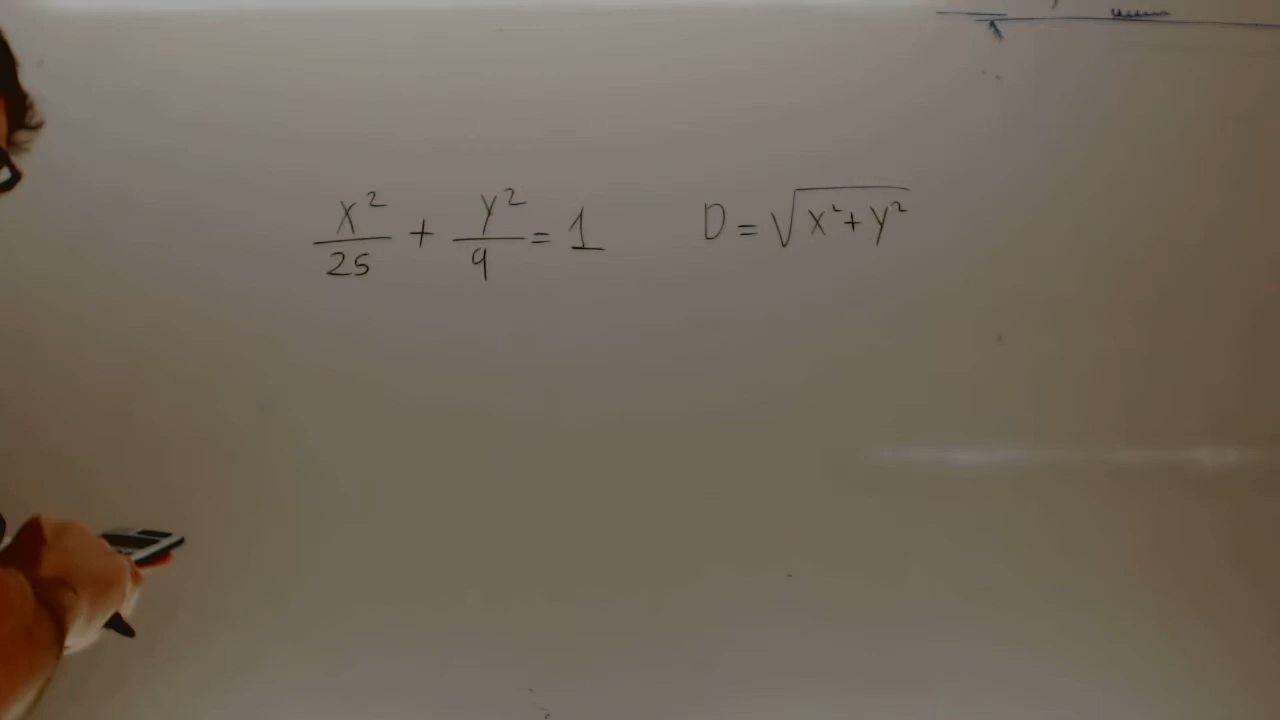 x²/25 + y²/9 = 1    D = √(x² + y²)